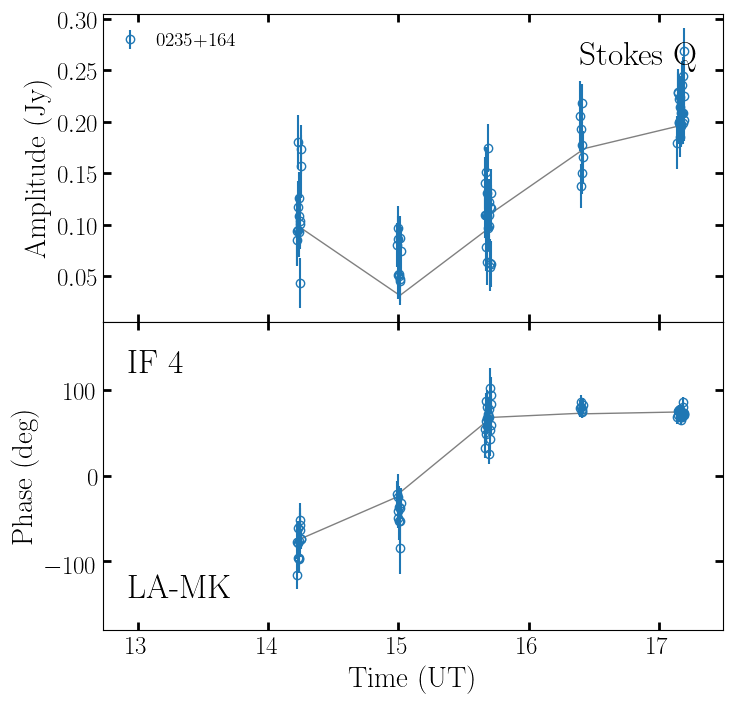 0235+164
Stokes Q
Amplitude (Jy)
0.30
0.25
0.20
0.15
0.10
0.05
IF 4
LA-MK
Phase (deg)
100
0
−100
13 14 15 16 17
Time (UT)